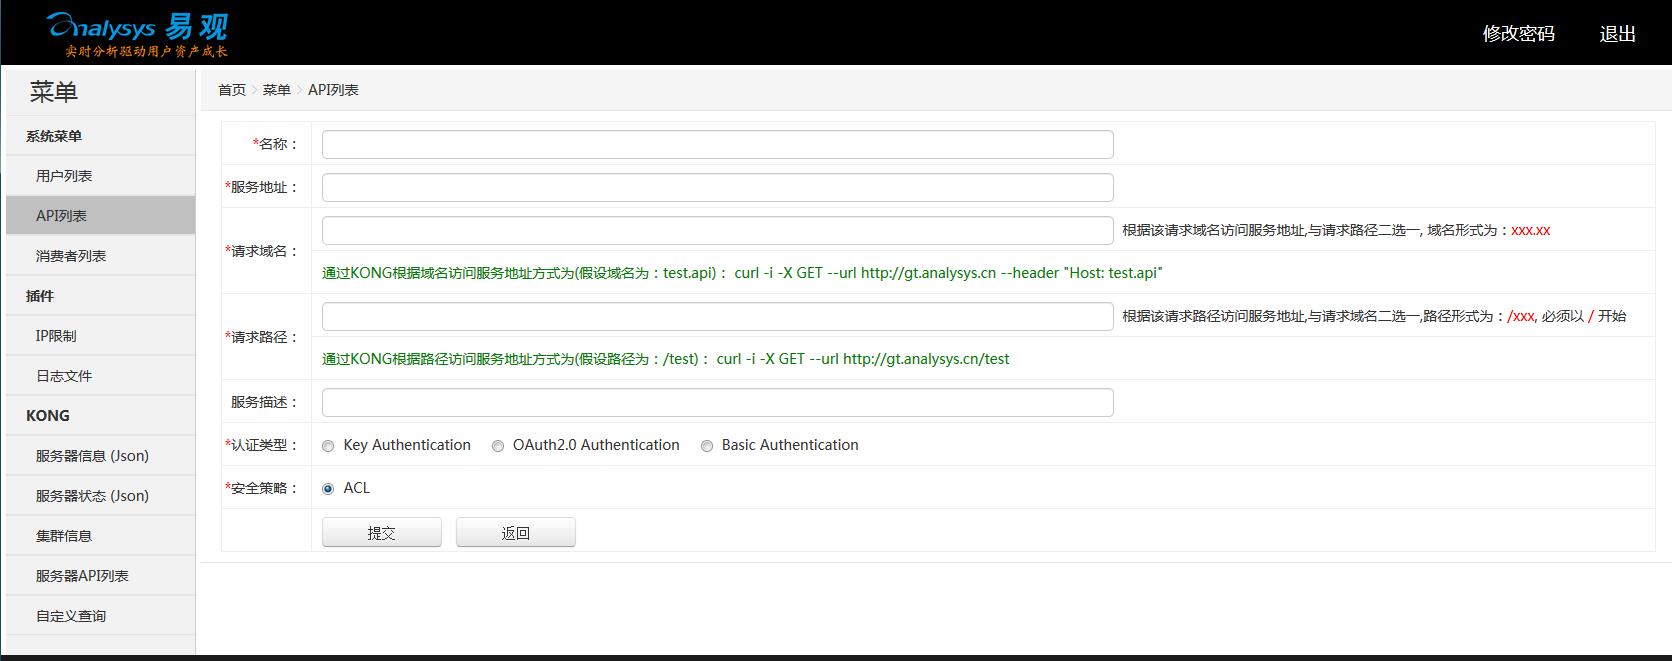 Analysys 易观
实时分析驱动用户资产成长
修改密码 退出
菜单
系统菜单
用户列表
API列表
消费者列表
插件
IP限制
日志文件
KONG
服务器信息 (Json)
服务器状态 (Json)
集群信息
服务器API列表
自定义查询
首页 > 菜单 > API列表
*名称：
*服务地址：
*请求域名： 根据该请求域名访问服务地址,与请求路径二选一, 域名形式为：xxx.xx
通过KONG根据域名访问服务地址方式为(假设域名为：test.api)： curl -i -X GET --url http://gt.analysys.cn --header "Host: test.api"
*请求路径： 根据该请求路径访问服务地址,与请求域名二选一,路径形式为：/xxx, 必须以 / 开始
通过KONG根据路径访问服务地址方式为(假设路径为：/test)： curl -i -X GET --url http://gt.analysys.cn/test
服务描述：
*认证类型： Key Authentication OAuth2.0 Authentication Basic Authentication
*安全策略： ACL
提交 返回